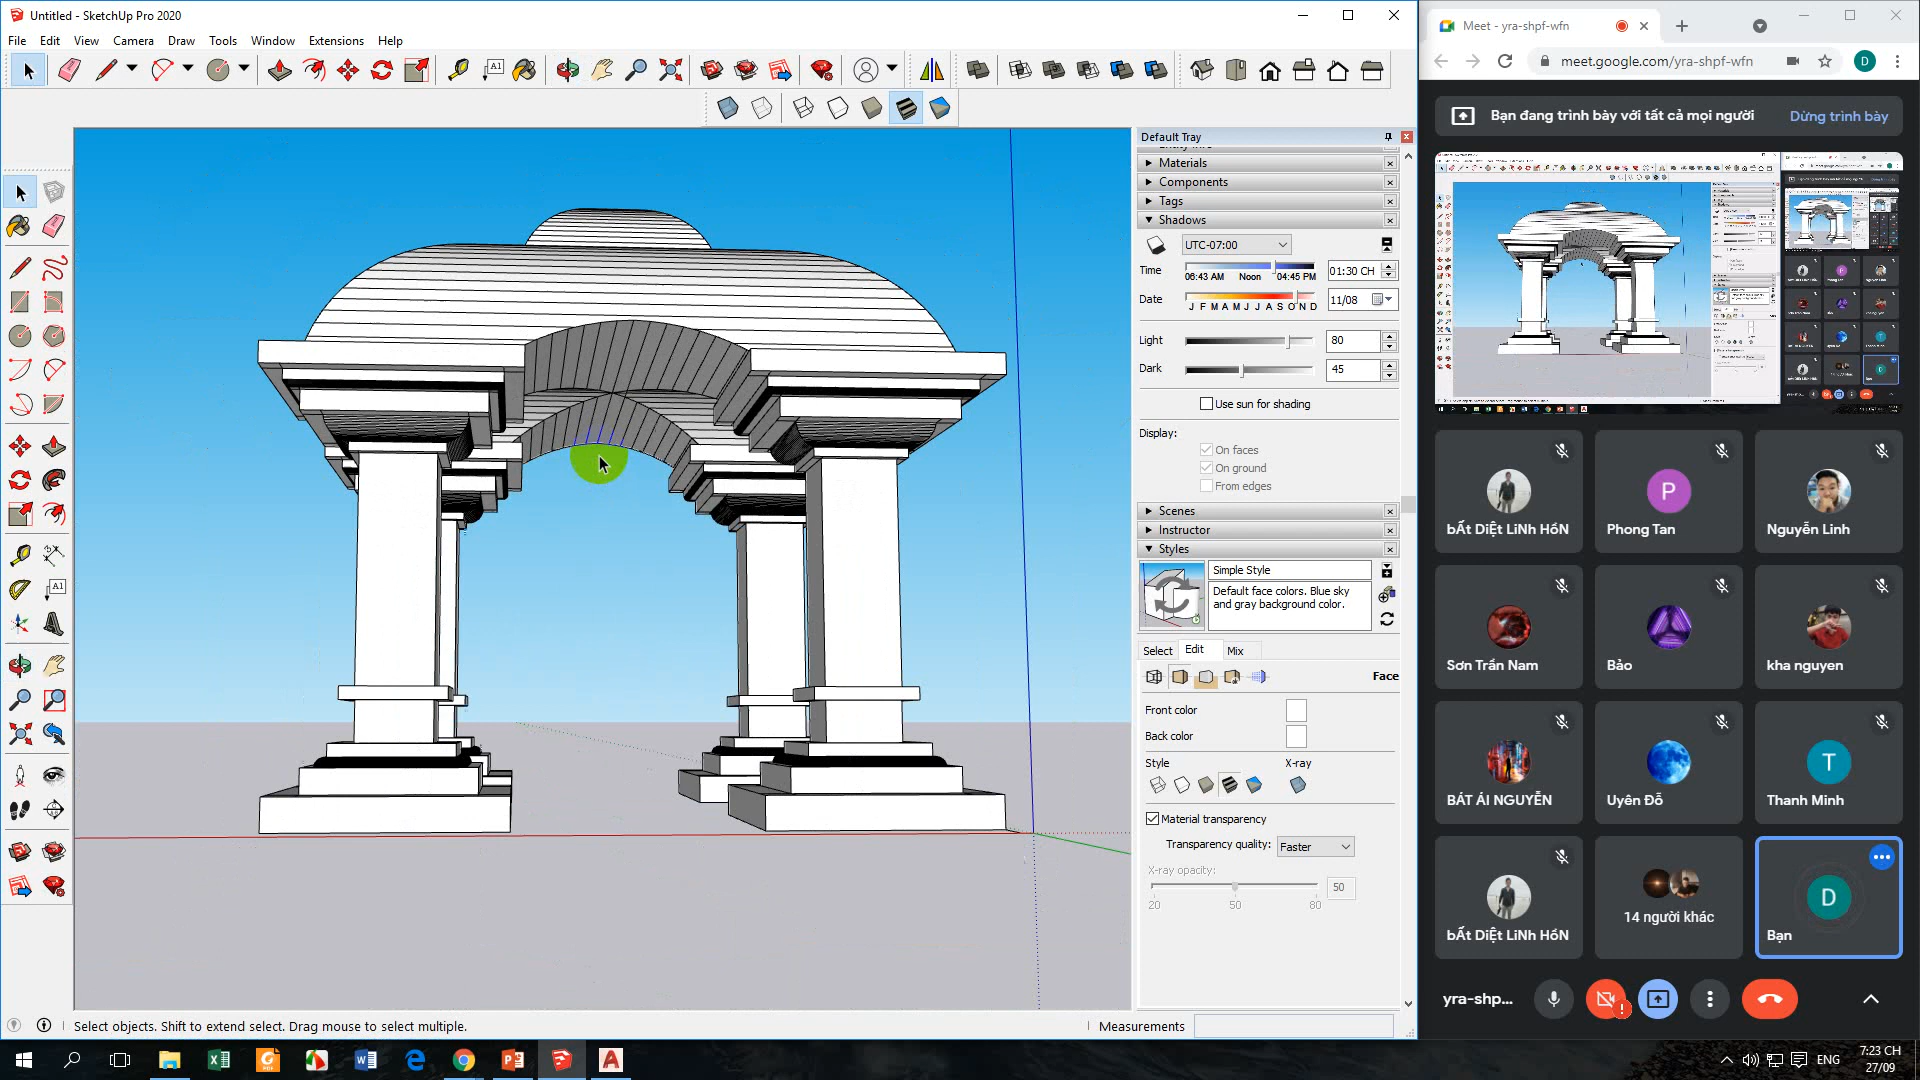 Untitled - SketchUp Pro 2020
File Edit View Camera Draw Tools Window Extensions Help
Default Tray
Materials
Components
Tags
Shadows
UTC-07:00
Time
06:43 AM Noon 04:45 PM
01:30 CH
Date
J F M A M J J A S O N D
11/08
Light
80
Dark
45
Use sun for shading
Display:
On faces
On ground
From edges
Scenes
Instructor
Styles
Simple Style
Default face colors. Blue sky
and gray background color.
Select Edit Mix
Face
Front color
Back color
Style
X-ray
Material transparency
Transparency quality: Faster
X-ray opacity:
50
20 50 80
Select objects. Shift to extend select. Drag mouse to select multiple.
Measurements
Meet - yra-shpf-wfn
meet.google.com/yra-shpf-wfn
D
Bạn đang trình bày với tất cả mọi người
Dừng trình bày
bẤt DiỆt LiNh HồN
P
Phong Tan
Nguyễn Linh
Sơn Trần Nam
Bảo
kha nguyen
BÁT ÁI NGUYỄN
Uyên Đỗ
T
Thanh Minh
bẤt DiỆt LiNh HồN
14 người khác
D
Bạn
yra-shp...
ENG
7:23 CH
27/09